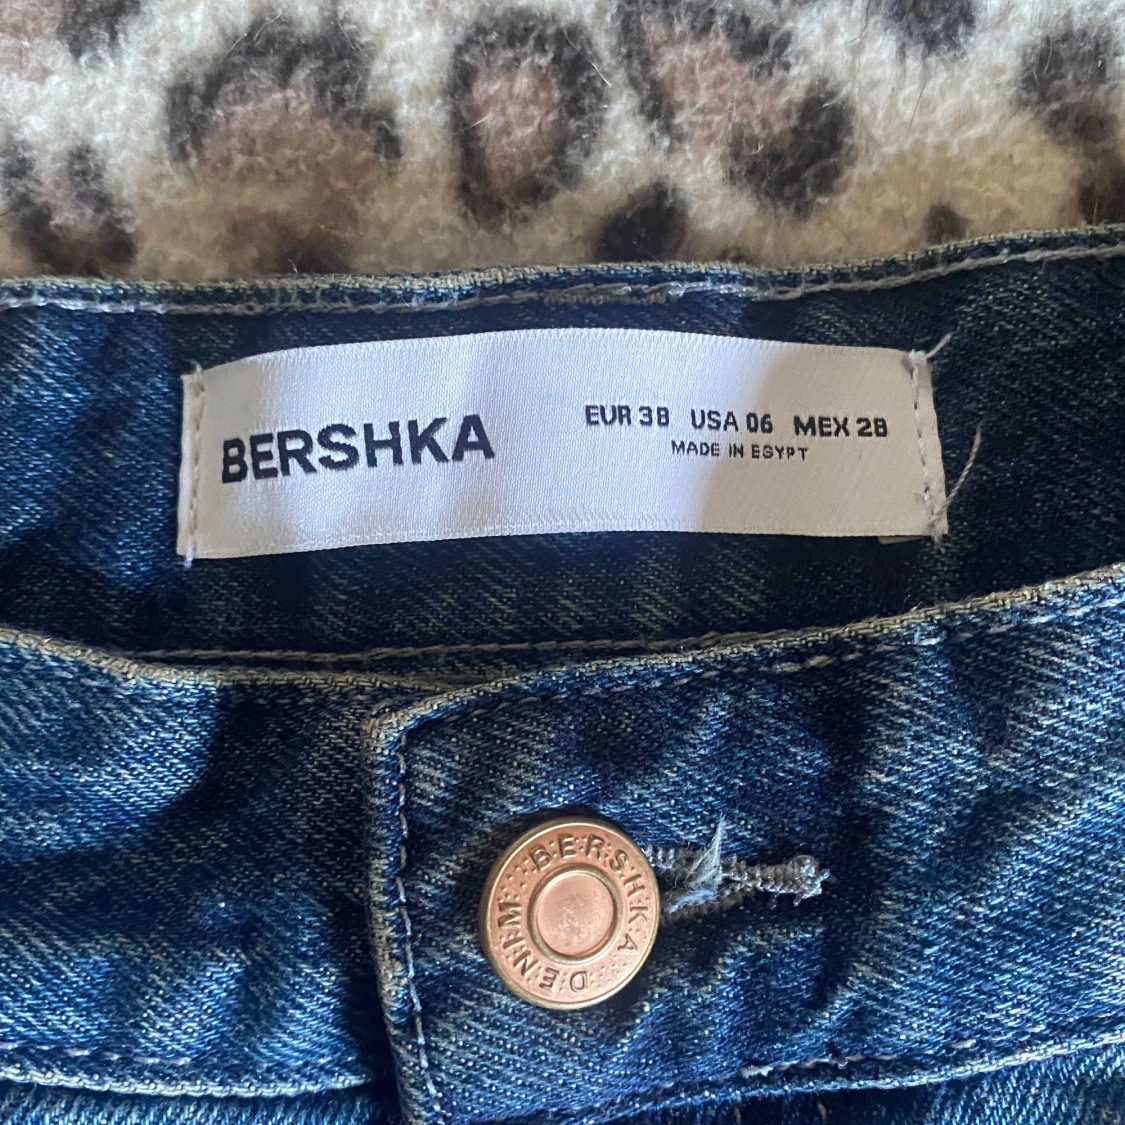 BERSHKA
EUR 38 USA 06 MEX 28
MADE IN EGYPT
BERSHKA DENIM